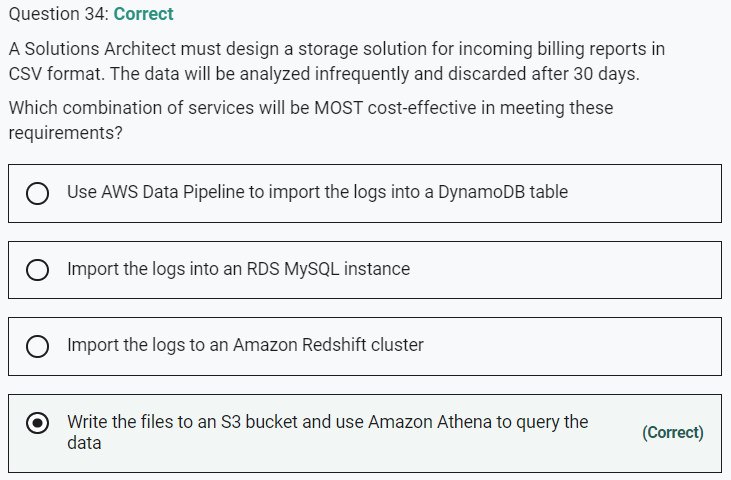 Question 34: Correct
A Solutions Architect must design a storage solution for incoming billing reports in
CSV format. The data will be analyzed infrequently and discarded after 30 days.
Which combination of services will be MOST cost-effective in meeting these
requirements?
Use AWS Data Pipeline to import the logs into a DynamoDB table
Import the logs into an RDS MySQL instance
Import the logs to an Amazon Redshift cluster
Write the files to an S3 bucket and use Amazon Athena to query the
data
(Correct)